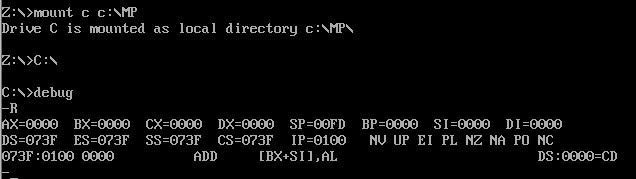 Z:\>mount c c:\MP
Drive C is mounted as local directory c:\MP\
Z:\>C:\
C:\>debug
-R
AX=0000 BX=0000 CX=0000 DX=0000 SP=00FD BP=0000 SI=0000 DI=0000
DS=073F ES=073F SS=073F CS=073F IP=0100 NV UP EI PL NZ NA PO NC
073F:0100 0000 ADD [BX+SI],AL DS:0000=CD
-